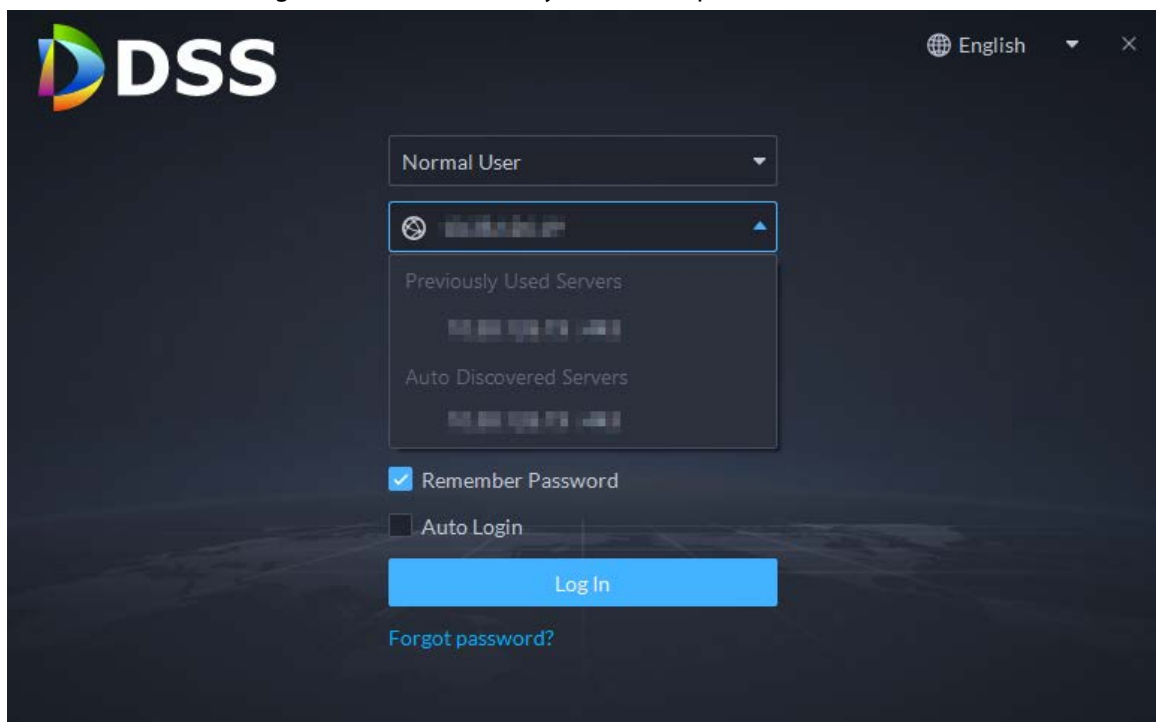 DSS
English
Normal User
Previously Used Servers
Auto Discovered Servers
Remember Password
Auto Login
Log In
Forgot password?